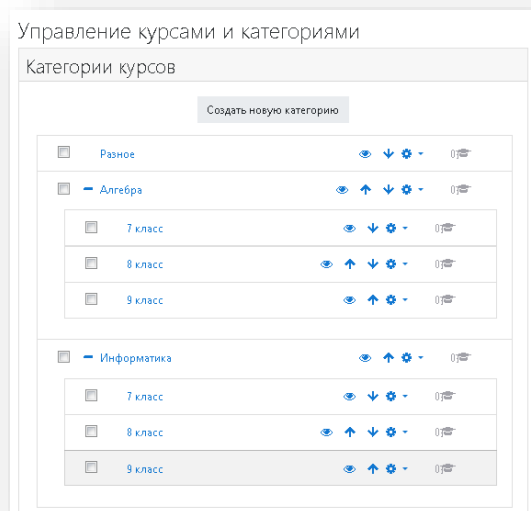 Управление курсами и категориями
Категории курсов
Создать новую категорию
Разное 0
Алгебра 0
7 класс 0
8 класс 0
9 класс 0
Информатика 0
7 класс 0
8 класс 0
9 класс 0